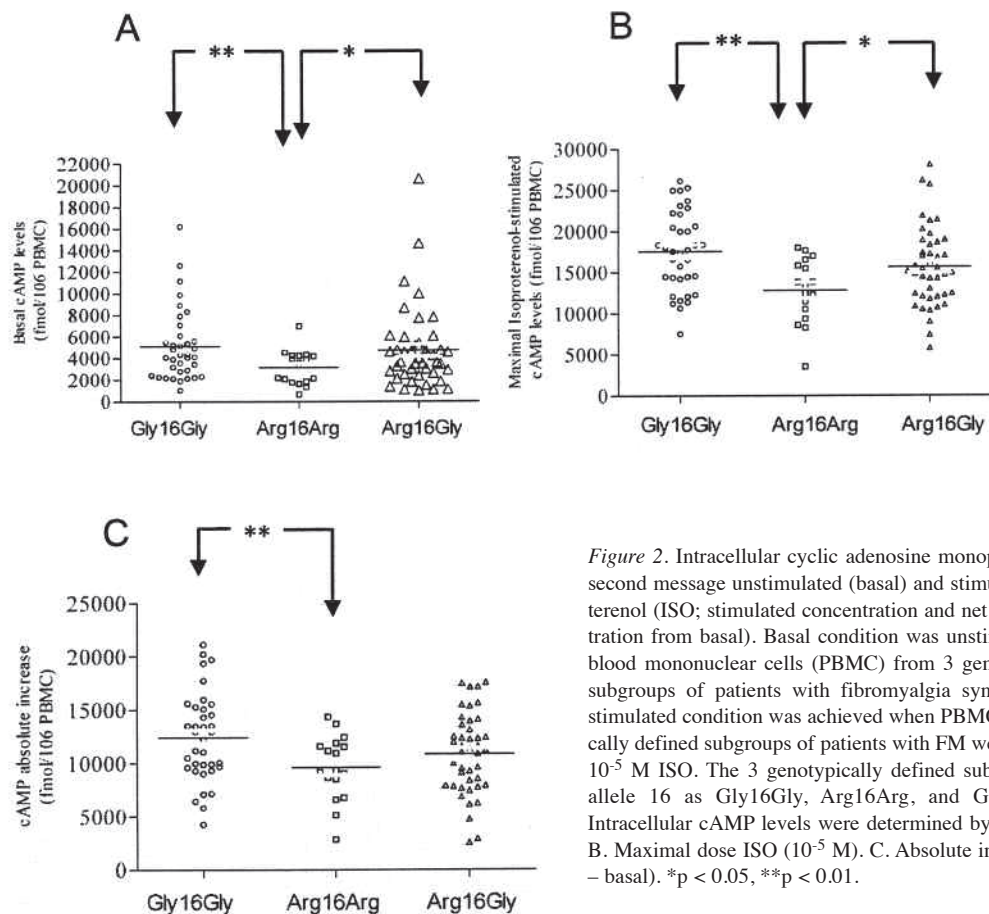 A
** *
Basal cAMP levels
(fmol/106 PBMC)
22000
20000
18000
16000
14000
12000
10000
8000
6000
4000
2000
0
Gly16Gly Arg16Arg Arg16Gly
B
** *
Maximal Isoproterenol-stimulated
cAMP levels (fmol/106 PBMC)
30000
25000
20000
15000
10000
5000
0
Gly16Gly Arg16Arg Arg16Gly
C
**
cAMP absolute increase
(fmol/106 PBMC)
25000
20000
15000
10000
5000
0
Gly16Gly Arg16Arg Arg16Gly
Figure 2. Intracellular cyclic adenosine monop
second message unstimulated (basal) and stimu
terenol (ISO; stimulated concentration and net
tration from basal). Basal condition was unstin
blood mononuclear cells (PBMC) from 3 gen
subgroups of patients with fibromyalgia syn
stimulated condition was achieved when PBMC
cally defined subgroups of patients with FM we
10-5 M ISO. The 3 genotypically defined sub
allele 16 as Gly16Gly, Arg16Arg, and G
Intracellular cAMP levels were determined by
B. Maximal dose ISO (10-5 M). C. Absolute in
– basal). *p < 0.05, **p < 0.01.